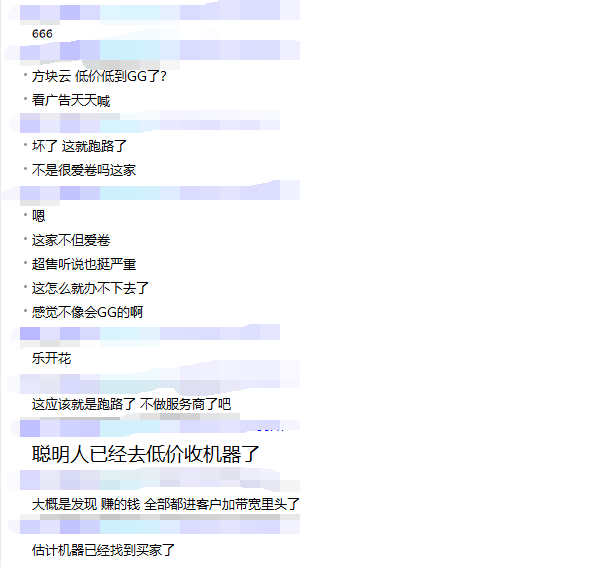 666
方块云 低价低到GG了?
看广告天天喊
坏了 这就跑路了
不是很爱卷吗这家
嗯
这家不但爱卷
超售听说也挺严重
这怎么就办不下去了
感觉不像会GG的啊
乐开花
这应该就是跑路了 不做服务商了吧
聪明人已经去低价收机器了
大概是发现 赚的钱 全部都进客户加带宽里头了
估计机器已经找到买家了